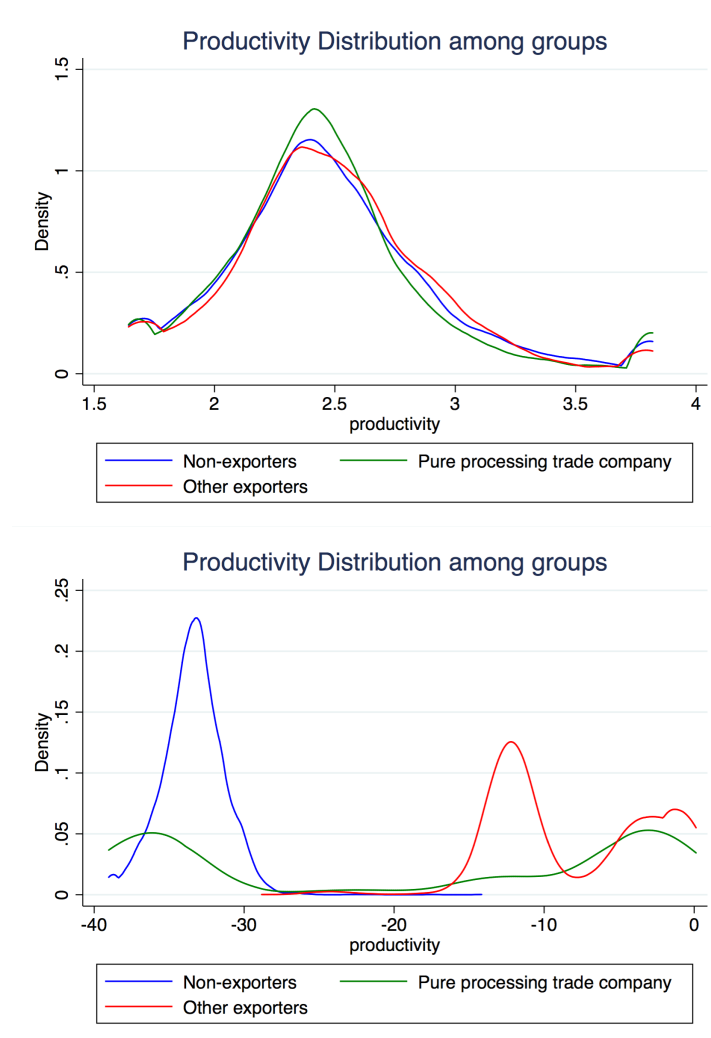 Productivity Distribution among groups
1.5
1
.5
0
Density
1.5 2 2.5 3 3.5 4
productivity
Non-exporters Pure processing trade company
Other exporters
Productivity Distribution among groups
.25
.2
.15
.1
.05
0
Density
-40 -30 -20 -10 0
productivity
Non-exporters Pure processing trade company
Other exporters